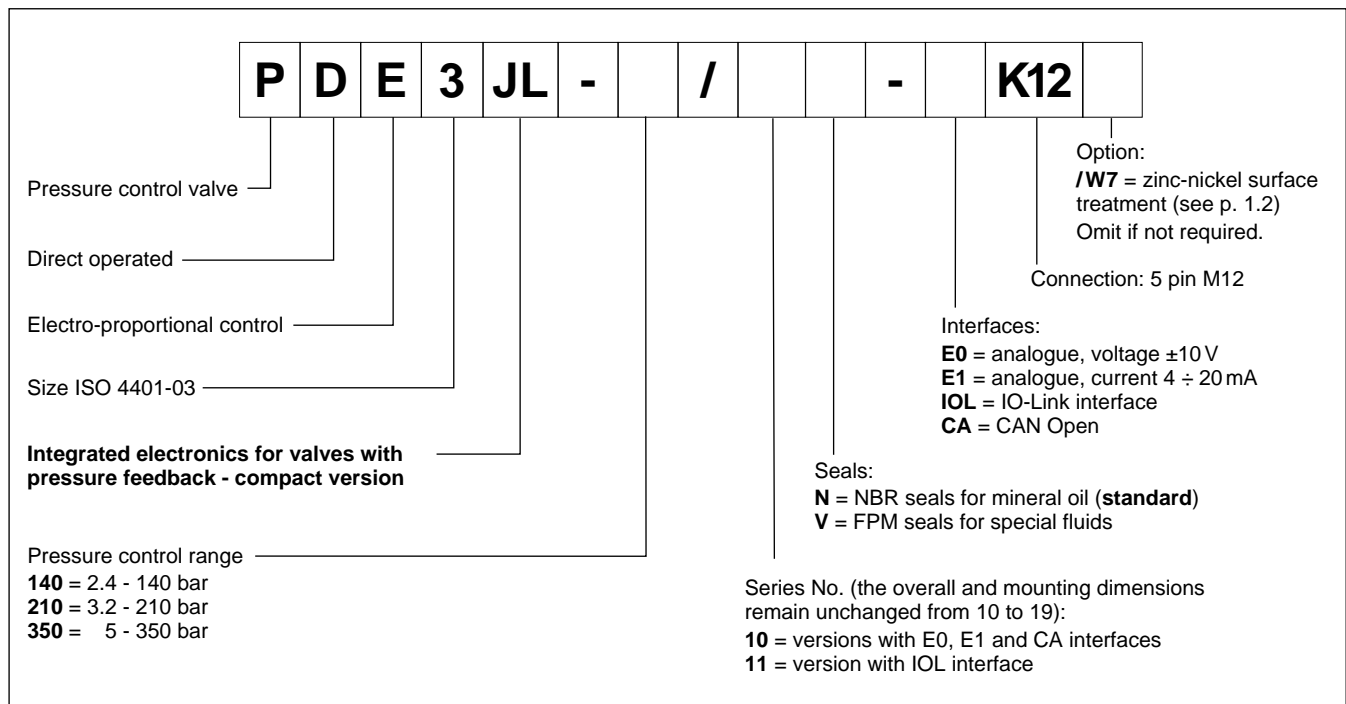 P D E 3 JL - / - K12
Pressure control valve
Direct operated
Electro-proportional control
Size ISO 4401-03
Integrated electronics for valves with
pressure feedback - compact version
Pressure control range
140 = 2.4 - 140 bar
210 = 3.2 - 210 bar
350 = 5 - 350 bar
Option:
/W7 = zinc-nickel surface
treatment (see p. 1.2)
Omit if not required.
Connection: 5 pin M12
Interfaces:
E0 = analogue, voltage ±10 V
E1 = analogue, current 4 ÷ 20 mA
IOL = IO-Link interface
CA = CAN Open
Seals:
N = NBR seals for mineral oil (standard)
V = FPM seals for special fluids
Series No. (the overall and mounting dimensions
remain unchanged from 10 to 19):
10 = versions with E0, E1 and CA interfaces
11 = version with IOL interface